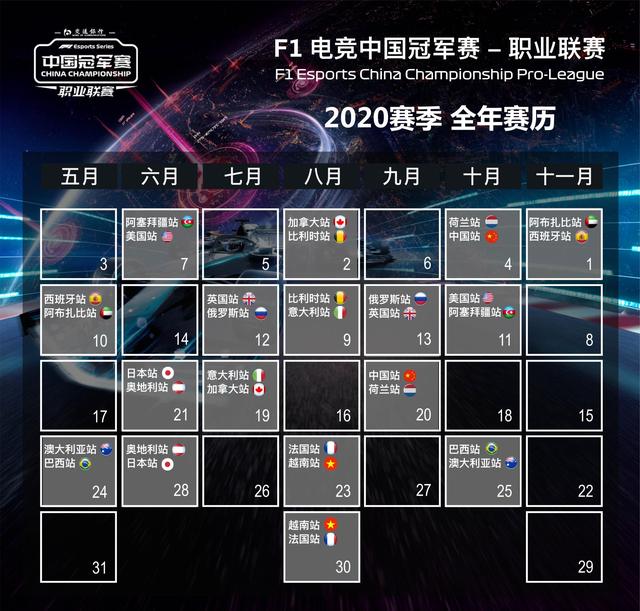 交通银行
F1 Esports Series
中国冠军赛
CHINA CHAMPIONSHIP
职业联赛
F1 电竞中国冠军赛 – 职业联赛
F1 Esports China Championship Pro-League
2020赛季 全年赛历
五月 六月 七月 八月 九月 十月 十一月
3
阿塞拜疆站
美国站
7
5
加拿大站
比利时站
2
6
荷兰站
中国站
4
阿布扎比站
西班牙站
1
西班牙站
阿布扎比站
10
14
英国站
俄罗斯站
12
比利时站
意大利站
9
俄罗斯站
英国站
13
美国站
阿塞拜疆站
11
8
17
日本站
奥地利站
21
意大利站
加拿大站
19
16
中国站
荷兰站
20
18
15
澳大利亚站
巴西站
24
奥地利站
日本站
28
26
法国站
越南站
23
27
巴西站
澳大利亚站
25
22
31
越南站
法国站
30
29